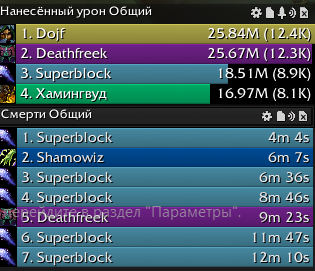 Нанесённый урон Общий
1. Dojf 25.84M (12.4K)
2. Deathfreek 25.67M (12.3K)
3. Superblock 18.51M (8.9K)
4. Хамингвуд 16.97M (8.1K)
Смерти Общий
1. Superblock 4m 4s
2. Shamowiz 6m 7s
3. Superblock 6m 36s
4. Superblock 8m 46s
перейдите в раздел "Параметры".
5. Deathfreek 9m 23s
6. Superblock 11m 47s
7. Superblock 12m 10s